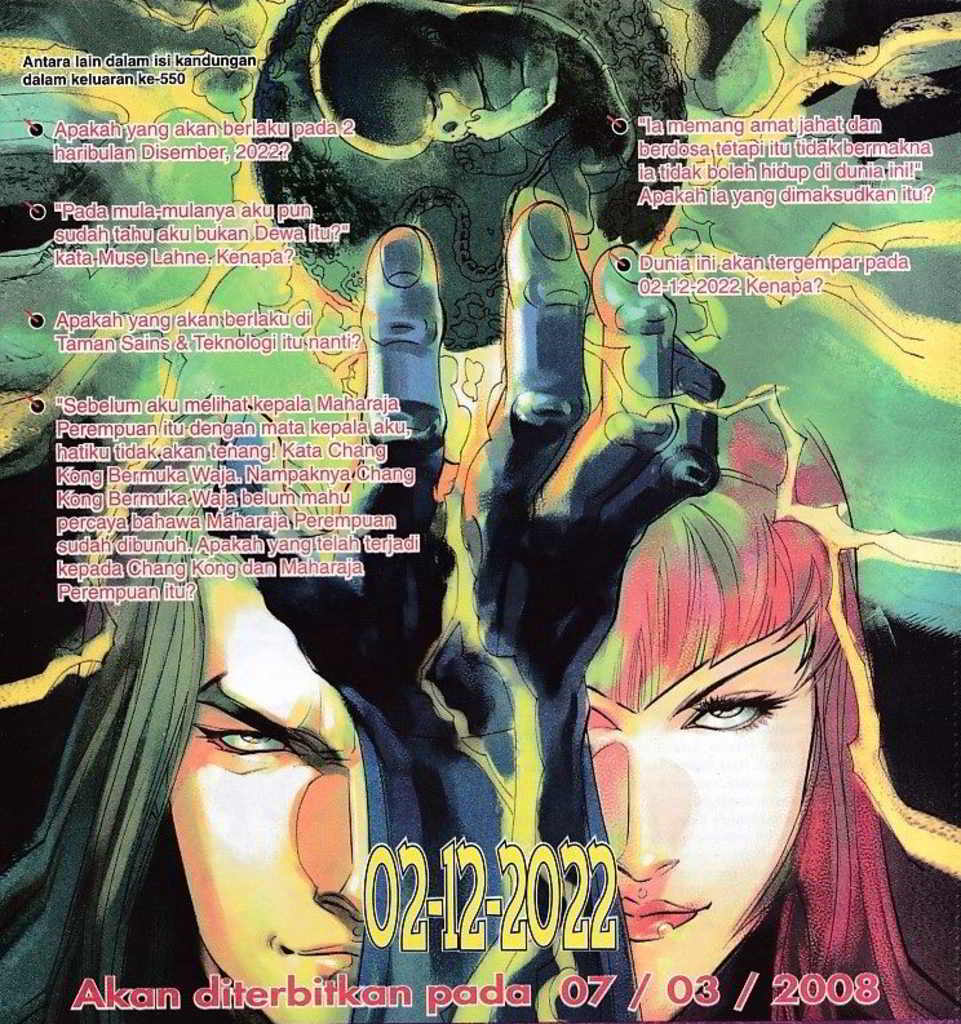 Antara lain dalam isi kandungan
dalam keluaran ke-550
Apakah yang akan berlaku pada 2
haribulan Disember, 2022?
"Pada mula-mulanya aku pun
sudah tahu aku bukan Dewa itu?"
kata Muse Lahne. Kenapa?
Apakah yang akan berlaku di
Taman Sains & Teknologi itu nanti?
"Sebelum aku melihat kepala Maharaja
Perempuan itu dengan mata kepala aku,
hatiku tidak akan tenang! Kata Chang
Kong Bermuka Waja. Nampaknya Chang
Kong Bermuka Waja belum mahu
percaya bahawa Maharaja Perempuan
sudah dibunuh. Apakah yang telah terjadi
kepada Chang Kong dan Maharaja
Perempuan itu?
"Ia memang amat jahat dan
berdosa, tetapi itu tidak bermakna
Ia tidak boleh hidup di dunia ini!"
Apakah ia yang dimaksudkan itu?
Dunia ini akan tergempar pada
02-12-2022 Kenapa?
02-12-2022
Akan diterbitkan pada 07 / 03 / 2008